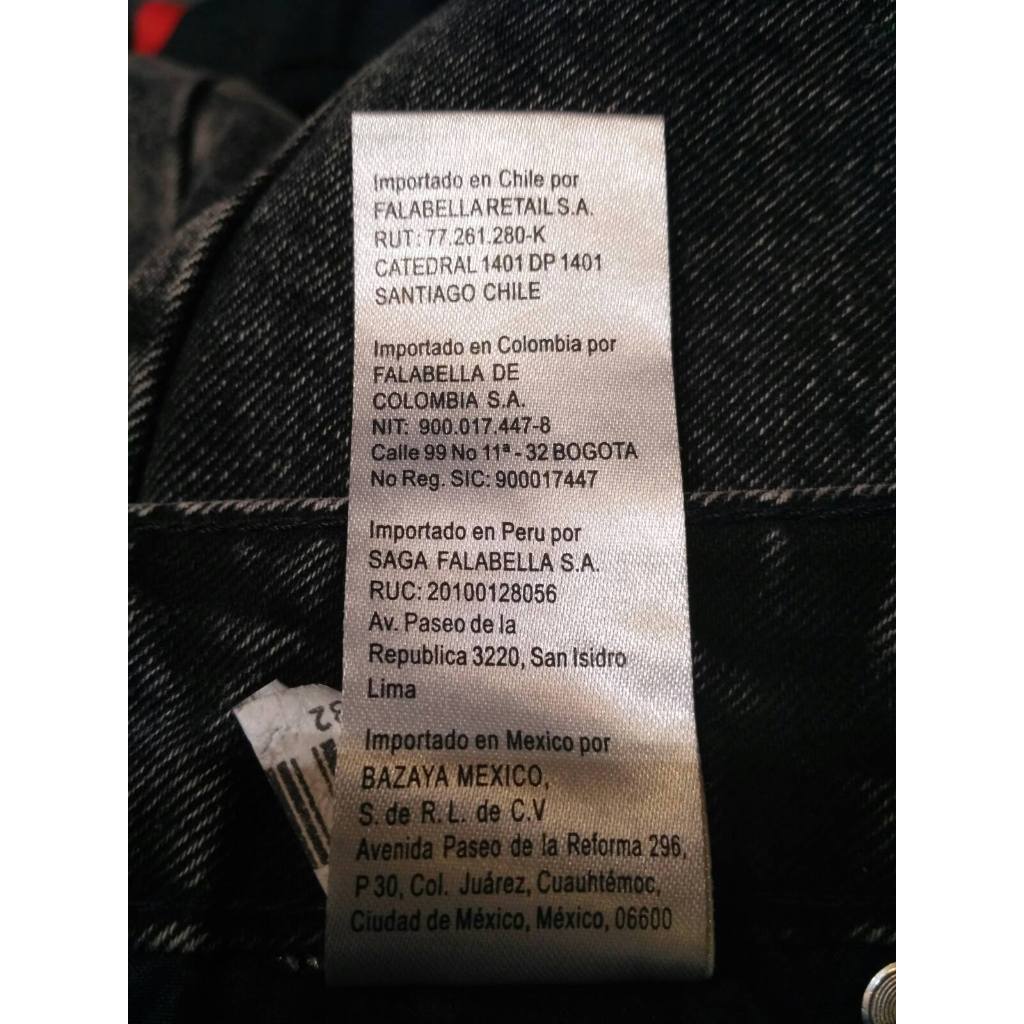 Importado en Chile por
FALABELLA RETAIL S.A.
RUT: 77.261.280-K
CATEDRAL 1401 DP 1401
SANTIAGO CHILE
Importado en Colombia por
FALABELLA DE
COLOMBIA S.A.
NIT: 900.017.447-8
Calle 99 No 11ª - 32 BOGOTA
No Reg. SIC: 900017447
Importado en Peru por
SAGA FALABELLA S.A.
RUC: 20100128056
Av. Paseo de la
Republica 3220, San Isidro
Lima
Importado en Mexico por
BAZAYA MEXICO,
S. de R.L. de C.V
Avenida Paseo de la Reforma 296,
P 30, Col. Juárez, Cuauhtémoc,
Ciudad de México, México, 06600